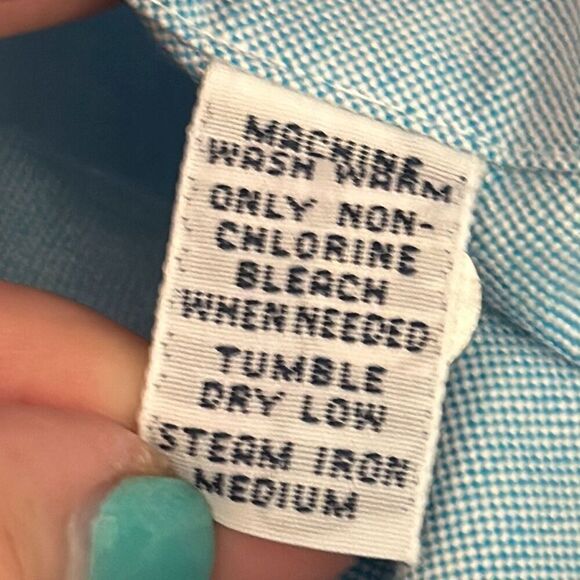 MACHINE
WASH WARM
ONLY NON-
CHLORINE
BLEACH
WHEN NEEDED
TUMBLE
DRY LOW
STEAM IRON
MEDIUM